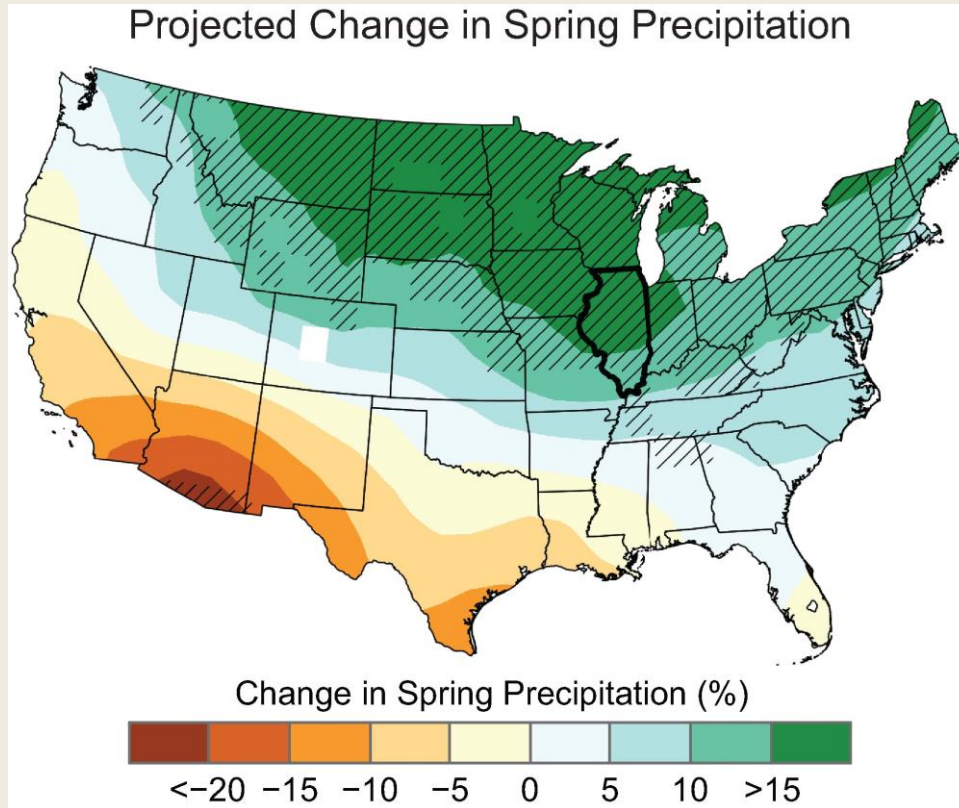 Projected Change in Spring Precipitation
Change in Spring Precipitation (%)
<−20 −15 −10 −5 0 5 10 >15